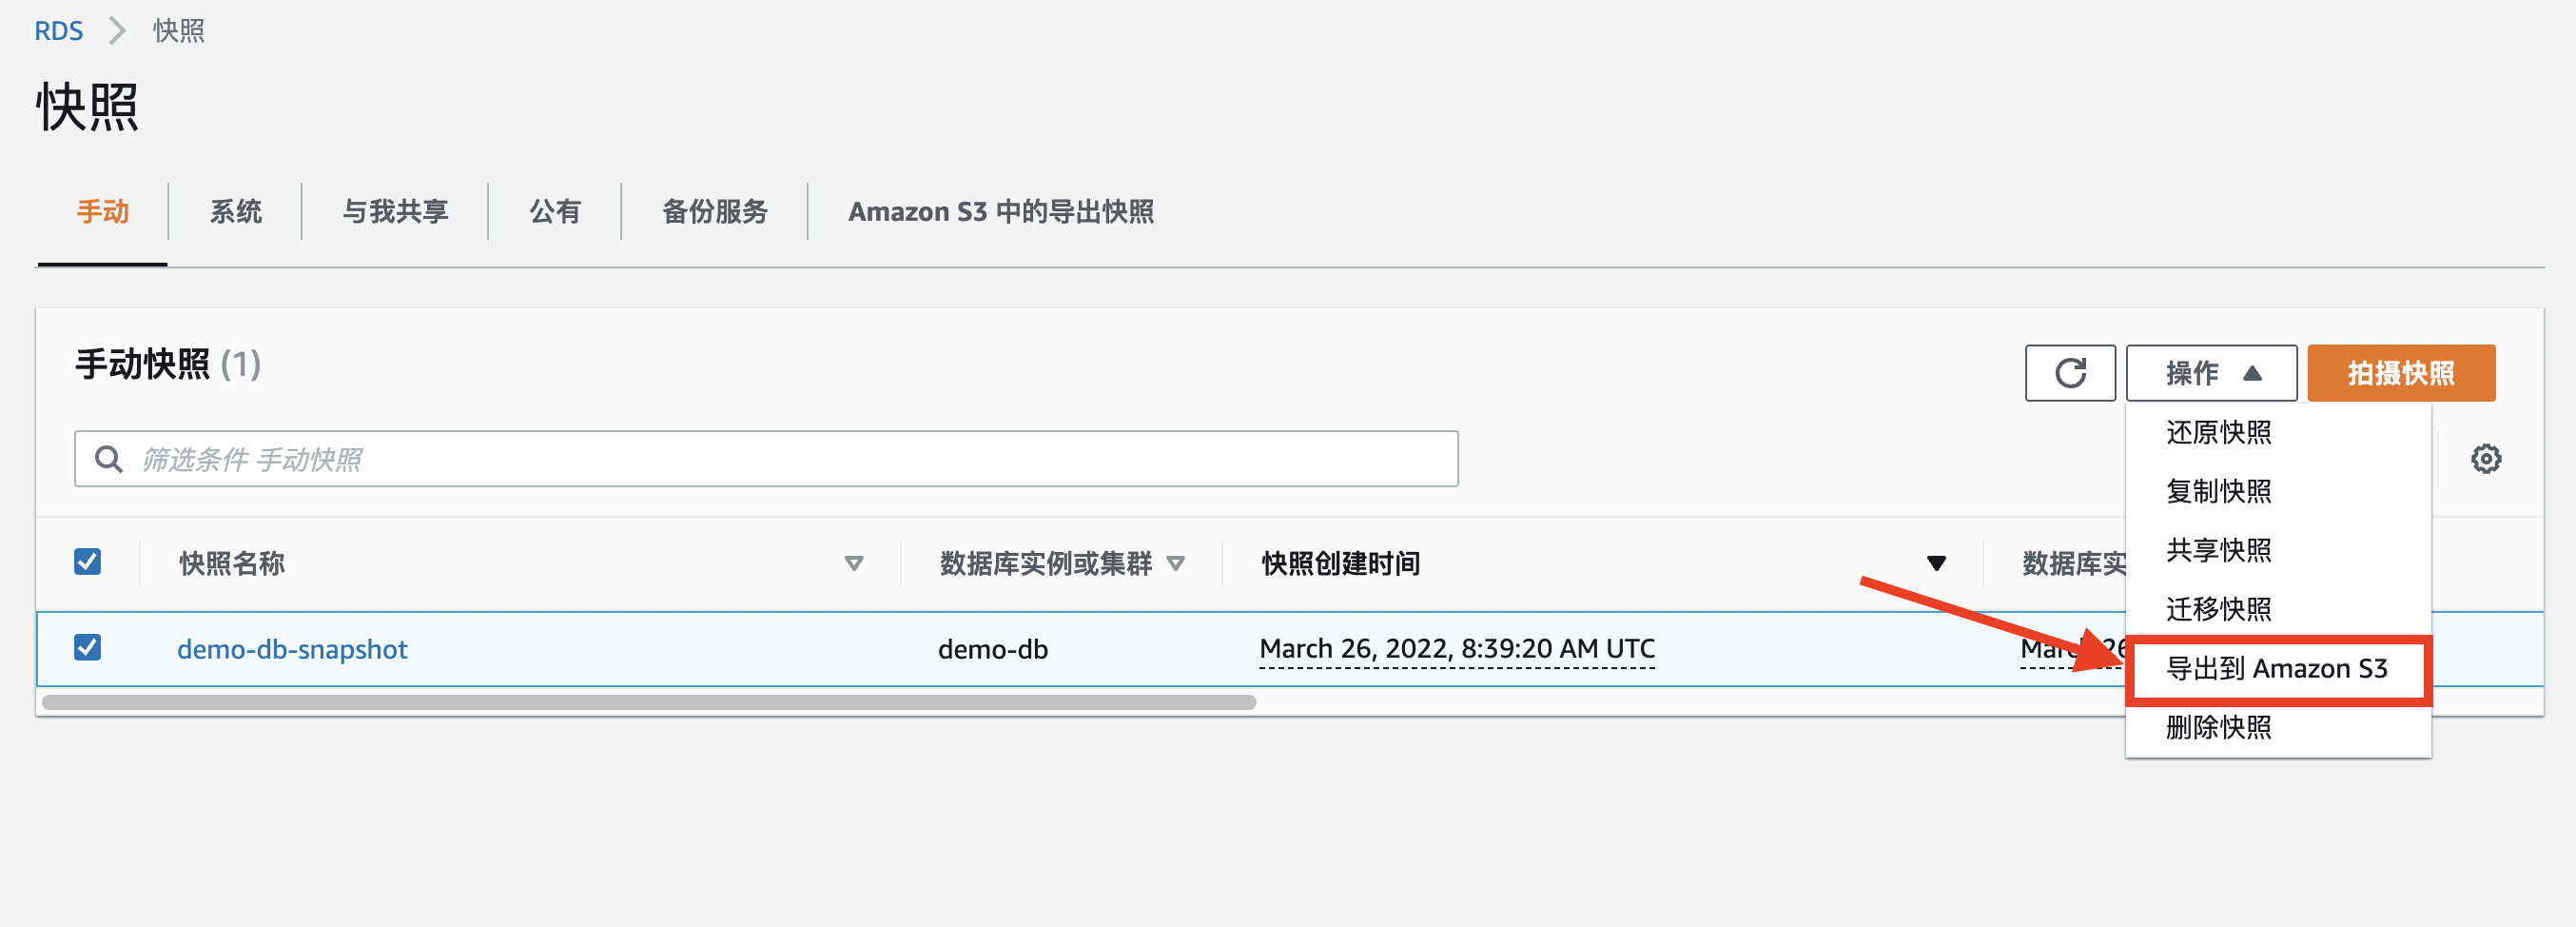 RDS 快照
快照
手动 系统 与我共享 公有 备份服务 Amazon S3 中的导出快照
手动快照 (1)
操作 拍摄快照
筛选条件 手动快照
还原快照
复制快照
共享快照
迁移快照
导出到 Amazon S3
删除快照
快照名称 数据库实例或集群 快照创建时间 数据库实
demo-db-snapshot demo-db March 26, 2022, 8:39:20 AM UTC